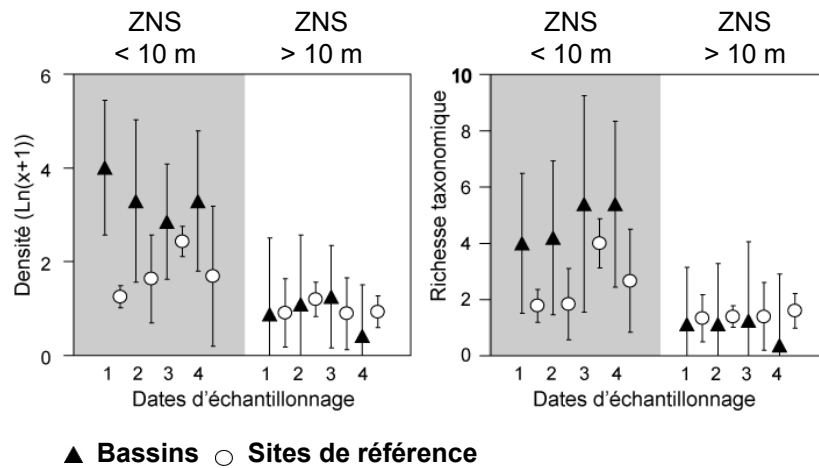 ZNS
< 10 m
ZNS
> 10 m
Densité (Ln(x+1))
6
4
2
0
1 2 3 4
1 2 3 4
Dates d'échantillonnage
ZNS
< 10 m
ZNS
> 10 m
Richesse taxonomique
10
8
6
4
2
0
1 2 3 4
1 2 3 4
Dates d'échantillonnage
Bassins
Sites de référence